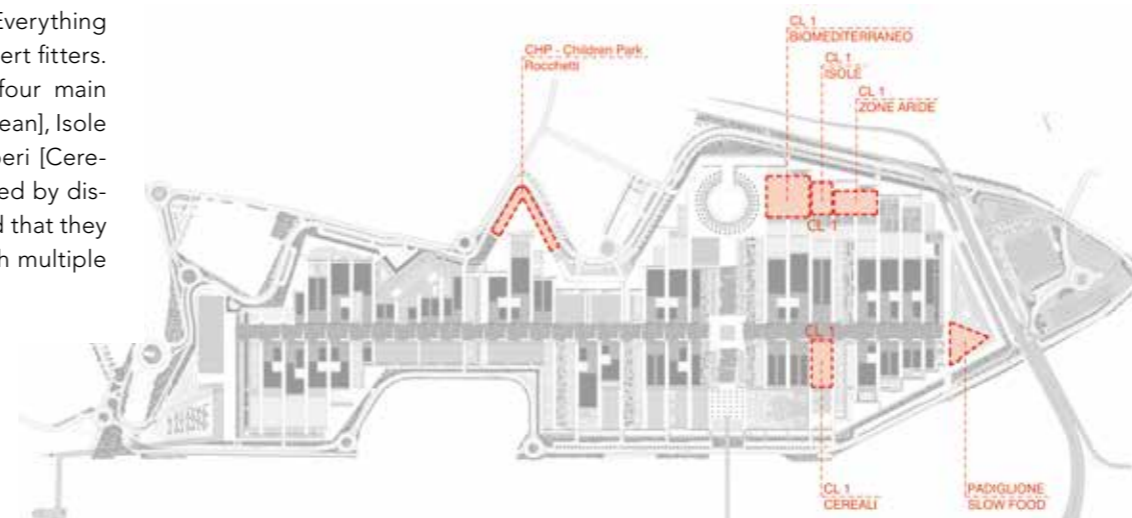 Everything
ert fitters.
four main
ean], Isole
eri [Cere-
ed by dis-
d that they
h multiple
CHP - Children Park
Rocchetti
CL 1
BIOMEDITERRANEO
CL 1
ISOLE
CL 1
ZONE ARIDE
CL 1
CL 1
CL 1
CEREALI
PADIGLIONE
SLOW FOOD